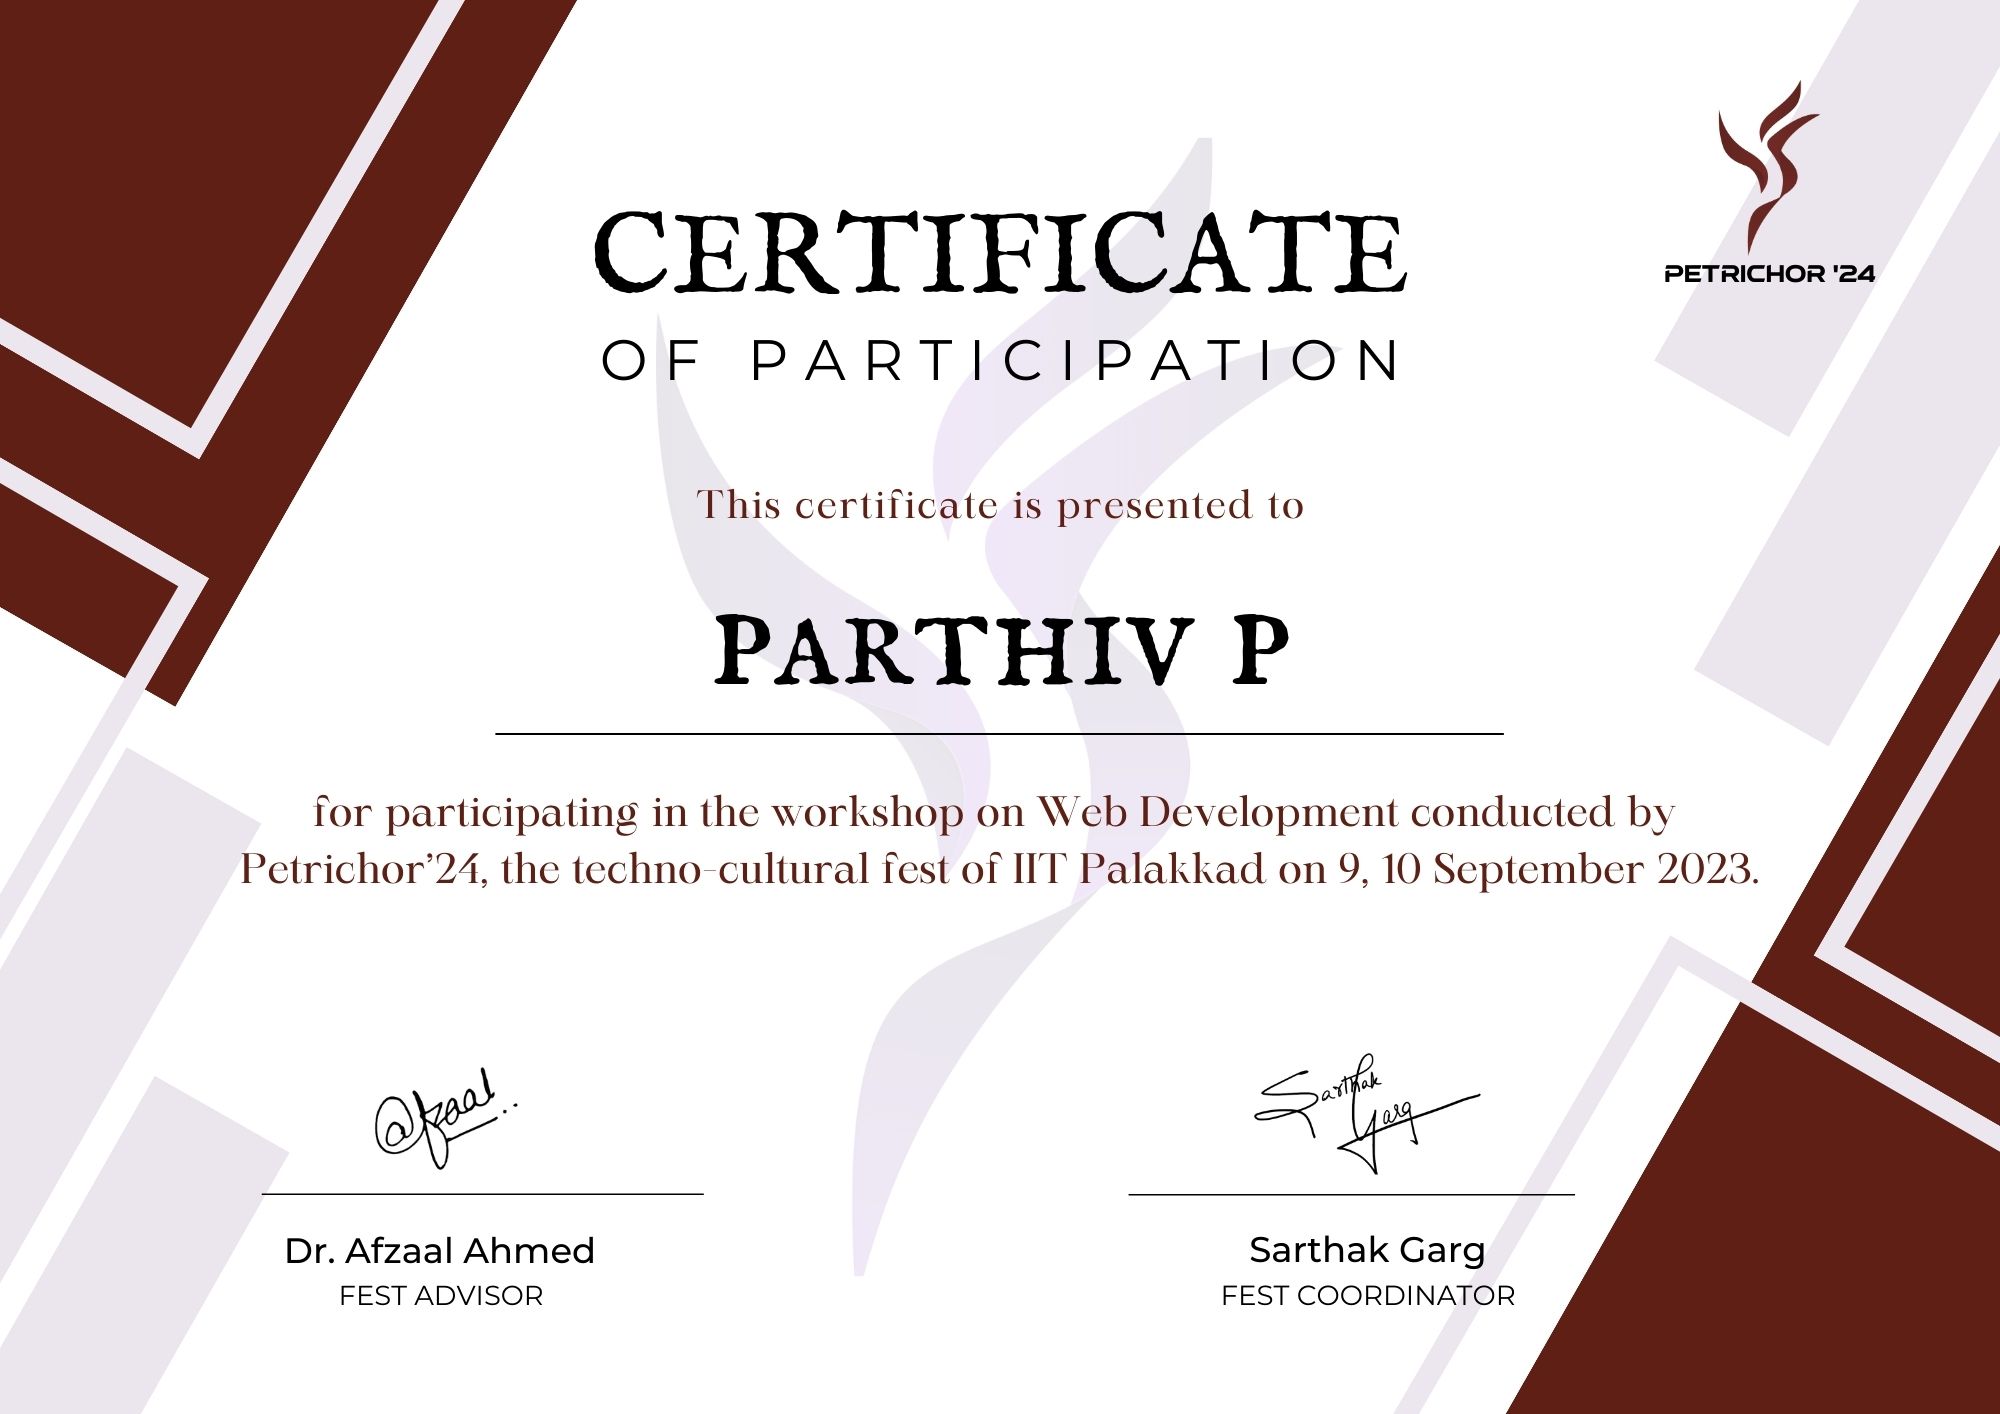 PETRICHOR '24
CERTIFICATE
OF PARTICIPATION
This certificate is presented to
PARTHIV P
for participating in the workshop on Web Development conducted by
Petrichor’24, the techno-cultural fest of IIT Palakkad on 9, 10 September 2023.
@fzaal..
Sarthak
Garg
Dr. Afzaal Ahmed
FEST ADVISOR
Sarthak Garg
FEST COORDINATOR